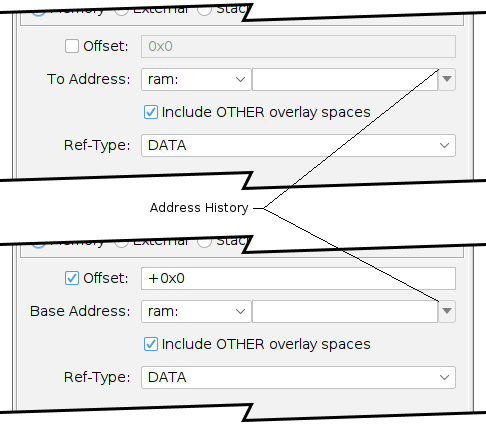 Memory External Stack
Offset: 0x0
To Address: ram:
Include OTHER overlay spaces
Ref-Type: DATA
Address History
Memory External Stack
Offset: +0x0
Base Address: ram:
Include OTHER overlay spaces
Ref-Type: DATA